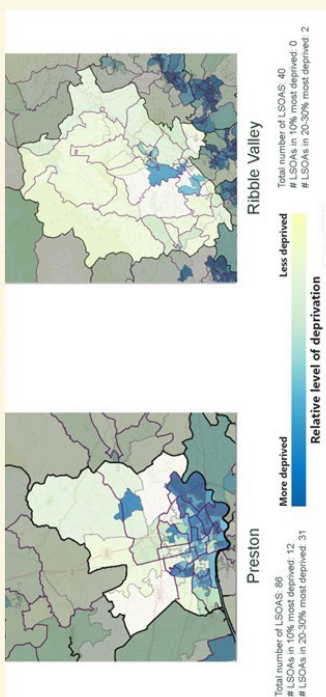 Preston
Ribble Valley
Total number of LSOAS: 86
# LSOAs in 10% most deprived: 12
# LSOAs in 20-30% most deprived: 31
More deprived
Less deprived
Relative level of deprivation
Total number of LSOAS: 40
# LSOAs in 10% most deprived: 0
# LSOAs in 20-30% most deprived: 2